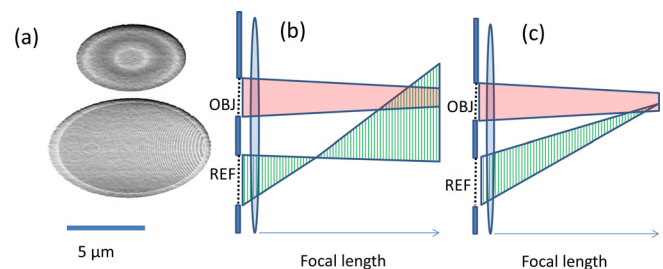 (a)
5 μm
(b)
OBJ
REF
Focal length
(c)
OBJ
REF
Focal length